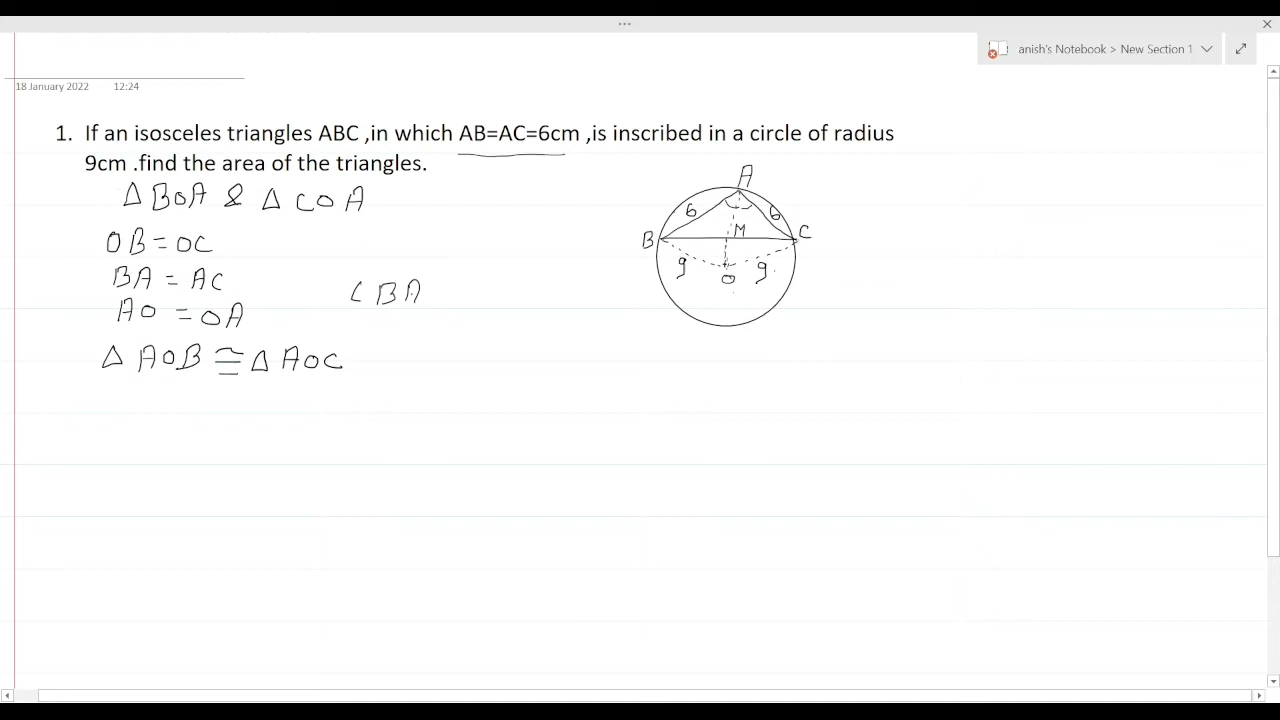 anish's Notebook > New Section 1
18 January 2022 12:24
1. If an isosceles triangles ABC ,in which AB=AC=6cm ,is inscribed in a circle of radius
9cm .find the area of the triangles.
△ BOA & △ COA
OB = OC
BA = AC
AO = OA
∠ BA
△ AOB ≅ △ AOC
A
6 6
B M C
9 O 9